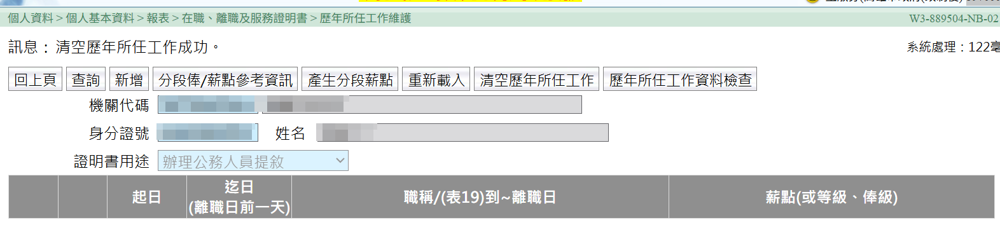 個人資料 > 個人基本資料 > 報表 > 在職、離職及服務證明書 > 歷年所任工作維護
W3-889504-NB-02
訊息：清空歷年所任工作成功。
系統處理：122毫
回上頁 查詢 新增 分段俸/薪點參考資訊 產生分段薪點 重新載入 清空歷年所任工作 歷年所任工作資料檢查
機關代碼
身分證號 姓名
證明書用途 辦理公務人員提敘
起日 迄日 職稱/(表19)到~離職日 薪點(或等級、俸級)
(離職日前一天)